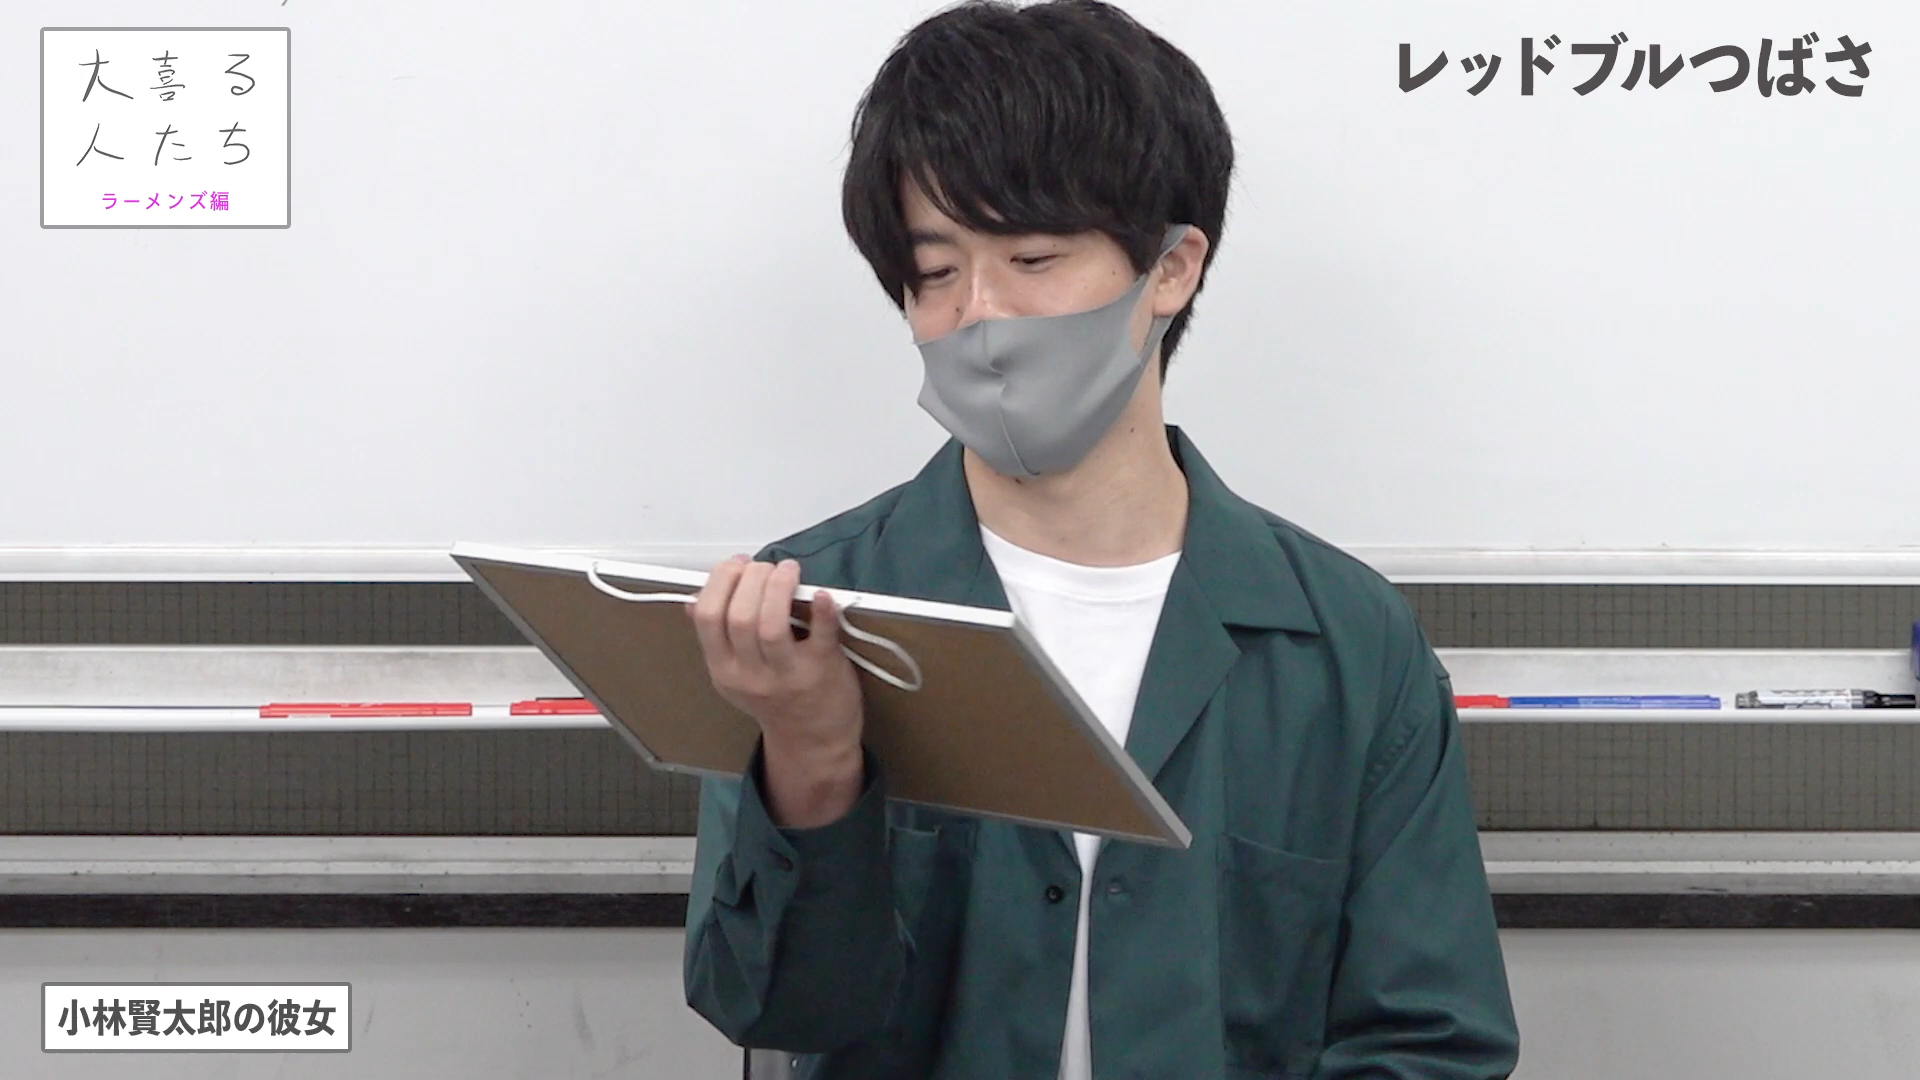 大喜る
人たち
ラーメンズ編
レッドブルつばさ
小林賢太郎の彼女